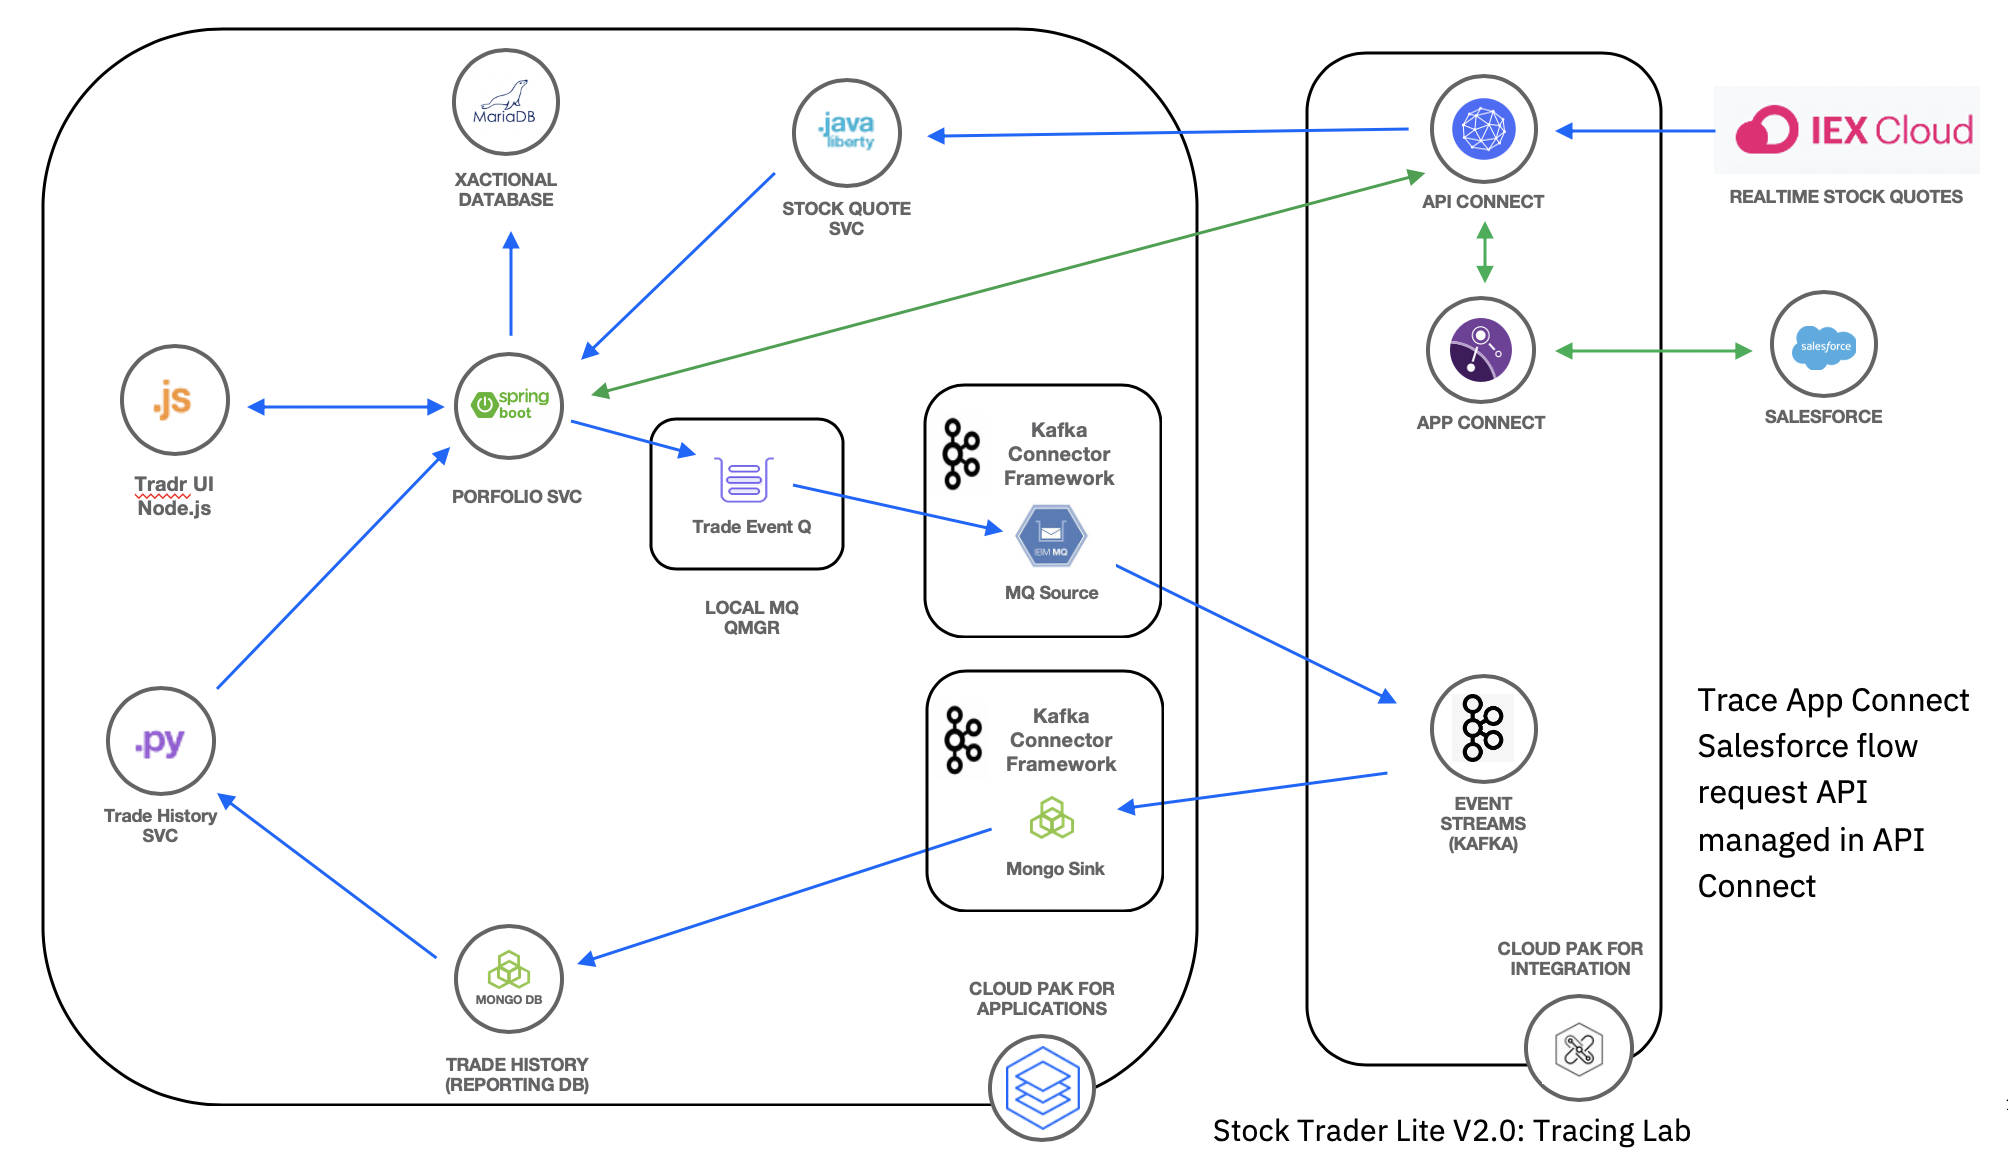 MariaDB
XACTIONAL
DATABASE
.java
liberty
STOCK QUOTE
SVC
API CONNECT
IEX Cloud
REALTIME STOCK QUOTES
.js
Tradr UI
Node.js
spring
boot
PORFOLIO SVC
Trade Event Q
LOCAL MQ
QMGR
Kafka
Connector
Framework
IBM MQ
MQ Source
APP CONNECT
salesforce
SALESFORCE
.py
Trade History
SVC
Kafka
Connector
Framework
Mongo Sink
EVENT
STREAMS
(KAFKA)
Trace App Connect
Salesforce flow
request API
managed in API
Connect
MONGO DB
TRADE HISTORY
(REPORTING DB)
CLOUD PAK FOR
APPLICATIONS
CLOUD PAK FOR
INTEGRATION
Stock Trader Lite V2.0: Tracing Lab